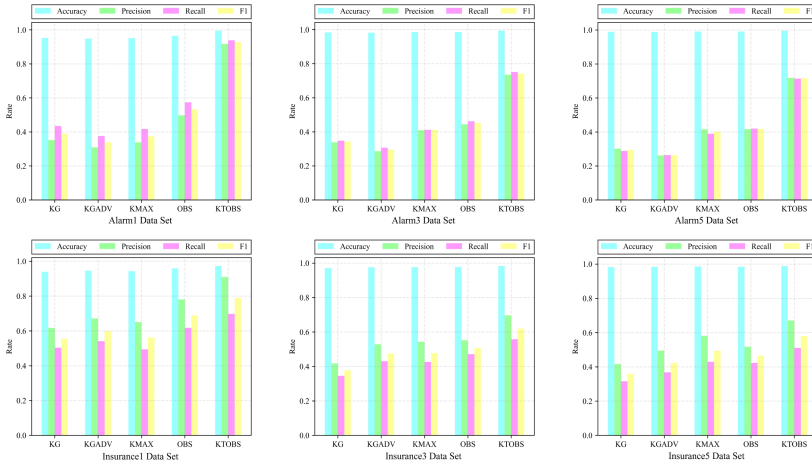 Accuracy Precision Recall F1
1.0
0.8
0.6
0.4
0.2
0.0
Rate
KG KGADV KMAX OBS KTOBS
Alarm1 Data Set
Accuracy Precision Recall F1
1.0
0.8
0.6
0.4
0.2
0.0
Rate
KG KGADV KMAX OBS KTOBS
Alarm3 Data Set
Accuracy Precision Recall F1
1.0
0.8
0.6
0.4
0.2
0.0
Rate
KG KGADV KMAX OBS KTOBS
Alarm5 Data Set
Accuracy Precision Recall F1
1.0
0.8
0.6
0.4
0.2
0.0
Rate
KG KGADV KMAX OBS KTOBS
Insurance1 Data Set
Accuracy Precision Recall F1
1.0
0.8
0.6
0.4
0.2
0.0
Rate
KG KGADV KMAX OBS KTOBS
Insurance3 Data Set
Accuracy Precision Recall F1
1.0
0.8
0.6
0.4
0.2
0.0
Rate
KG KGADV KMAX OBS KTOBS
Insurance5 Data Set